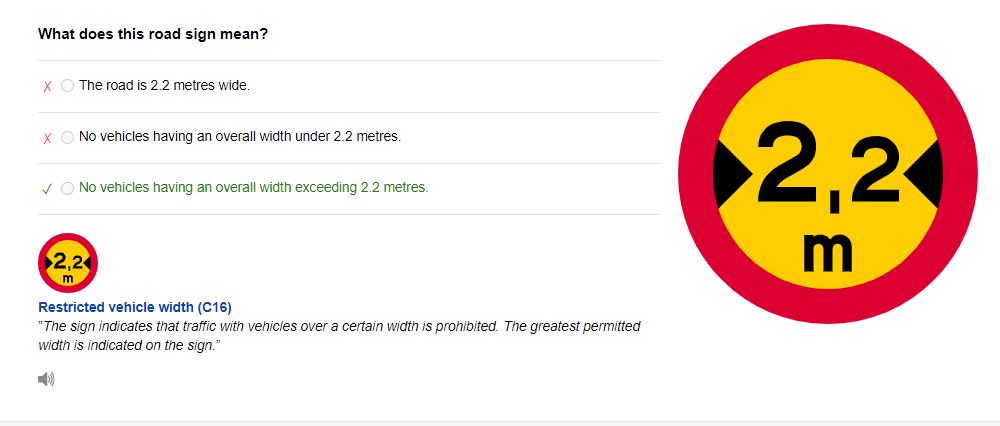 What does this road sign mean?
The road is 2.2 metres wide.
No vehicles having an overall width under 2.2 metres.
No vehicles having an overall width exceeding 2.2 metres.
2,2
m
Restricted vehicle width (C16)
"The sign indicates that traffic with vehicles over a certain width is prohibited. The greatest permitted
width is indicated on the sign."
2,2
m